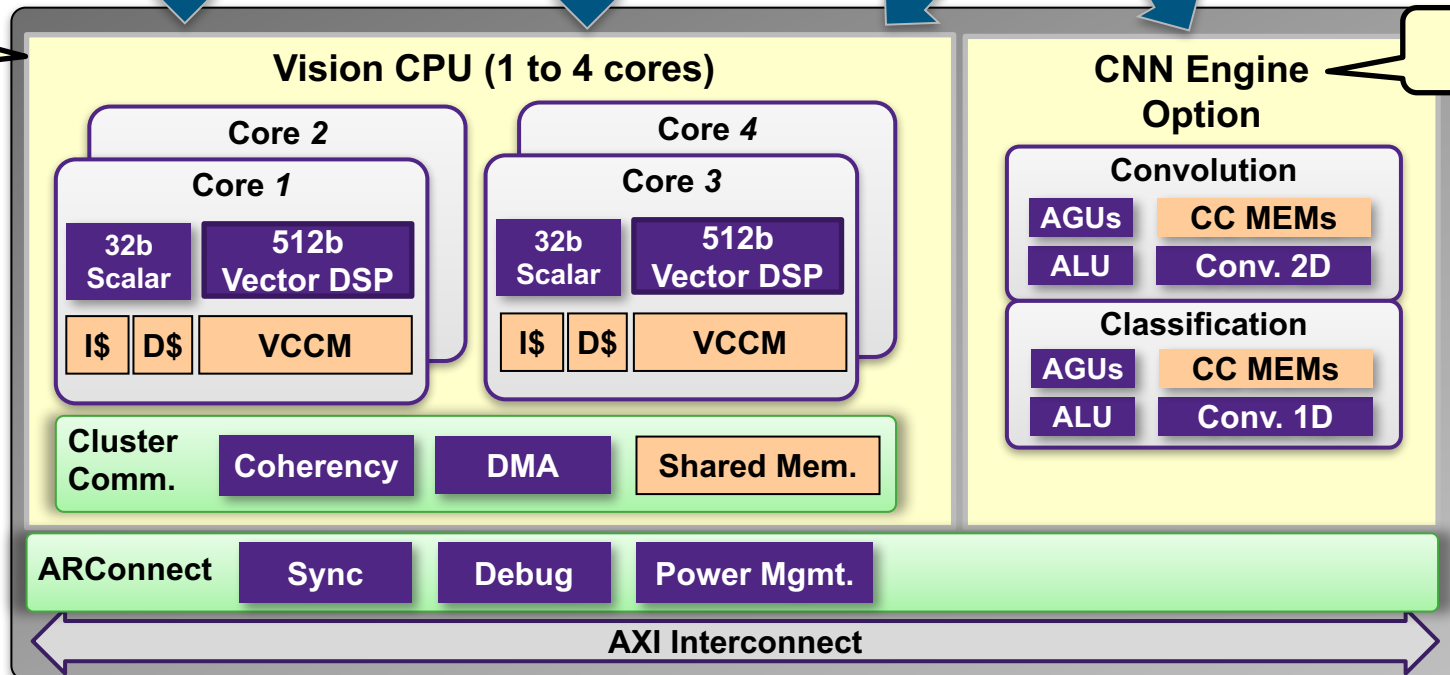 Vision CPU (1 to 4 cores)
Core 2
Core 1
32b
Scalar
512b
Vector DSP
I$
D$
VCCM
Core 4
Core 3
32b
Scalar
512b
Vector DSP
I$
D$
VCCM
Cluster
Comm.
Coherency
DMA
Shared Mem.
CNN Engine
Option
Convolution
AGUs
CC MEMs
ALU
Conv. 2D
Classification
AGUs
CC MEMs
ALU
Conv. 1D
ARConnect
Sync
Debug
Power Mgmt.
AXI Interconnect